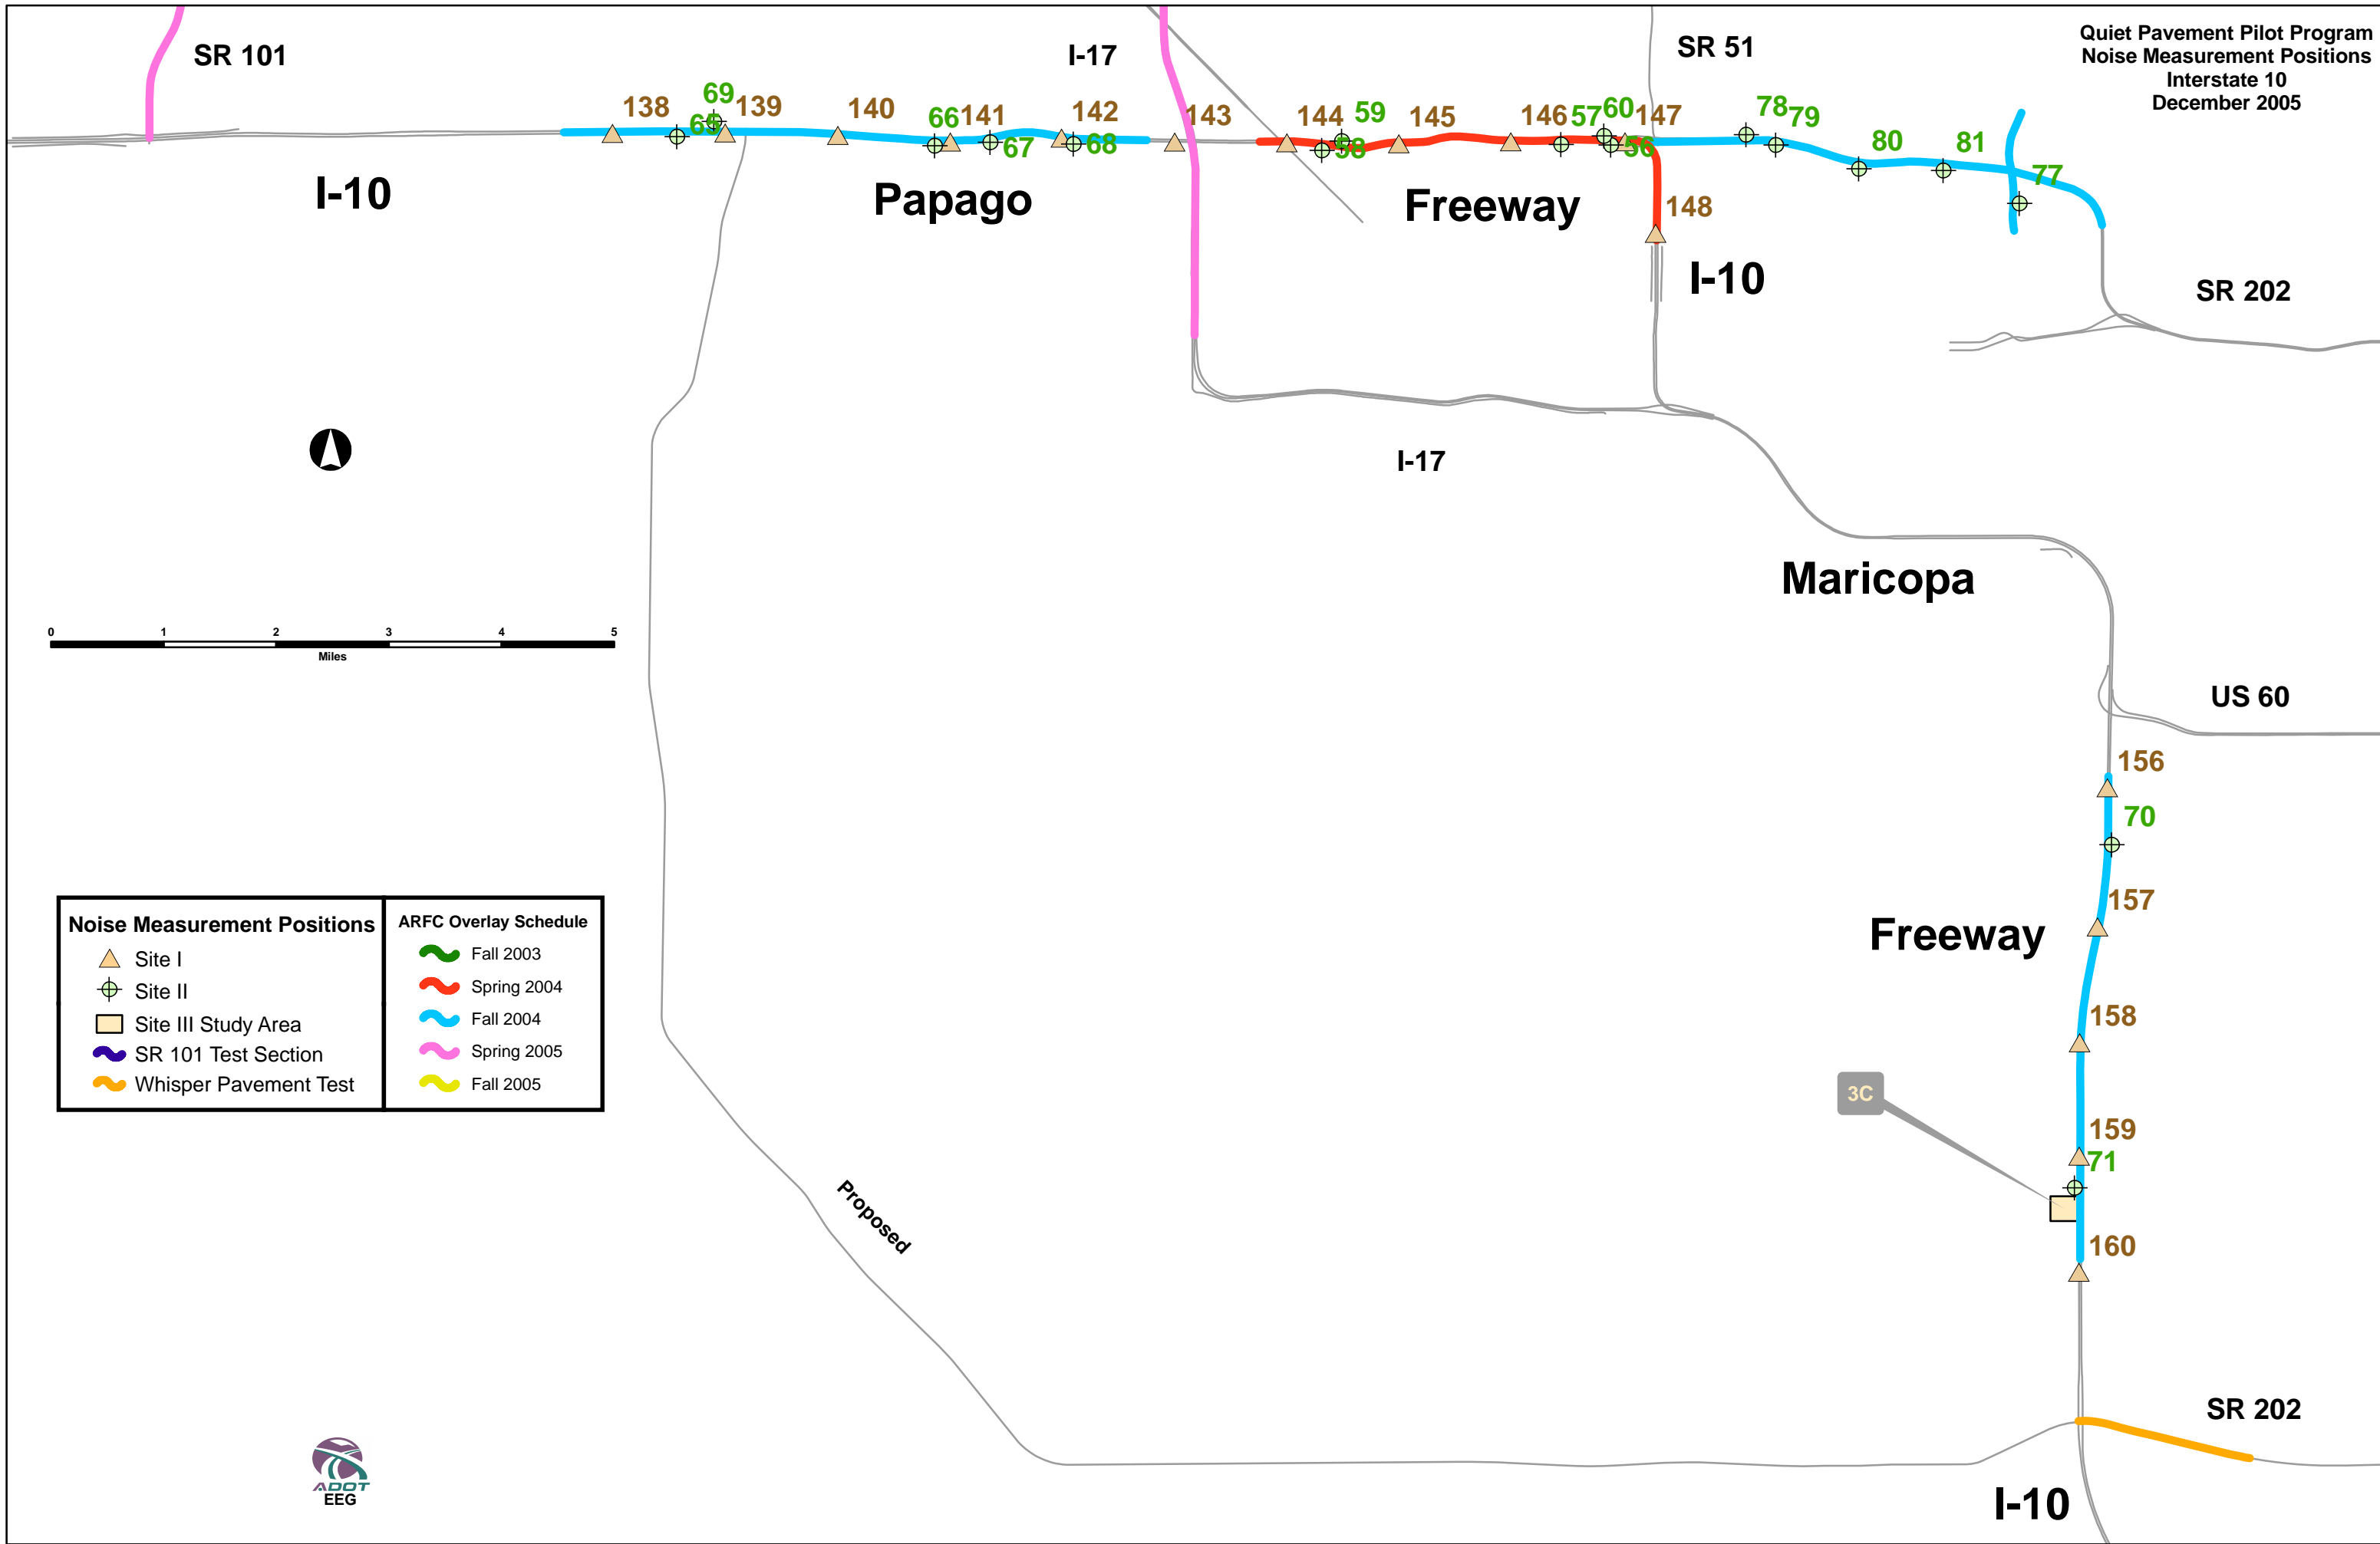 Quiet Pavement Pilot Program
Noise Measurement Positions
Interstate 10
December 2005
SR 101
I-17
SR 51
69
138
139
140
66
141
142
143
144
59
145
146
57
60
147
78
79
80
81
65
67
68
58
56
77
I-10
Papago
Freeway
148
I-10
SR 202
I-17
Maricopa
0 1 2 3 4 5
Miles
US 60
156
70
157
Freeway
158
3C
159
71
160
Noise Measurement Positions
Site I
Site II
Site III Study Area
SR 101 Test Section
Whisper Pavement Test
ARFC Overlay Schedule
Fall 2003
Spring 2004
Fall 2004
Spring 2005
Fall 2005
Proposed
SR 202
ADOT
EEG
I-10